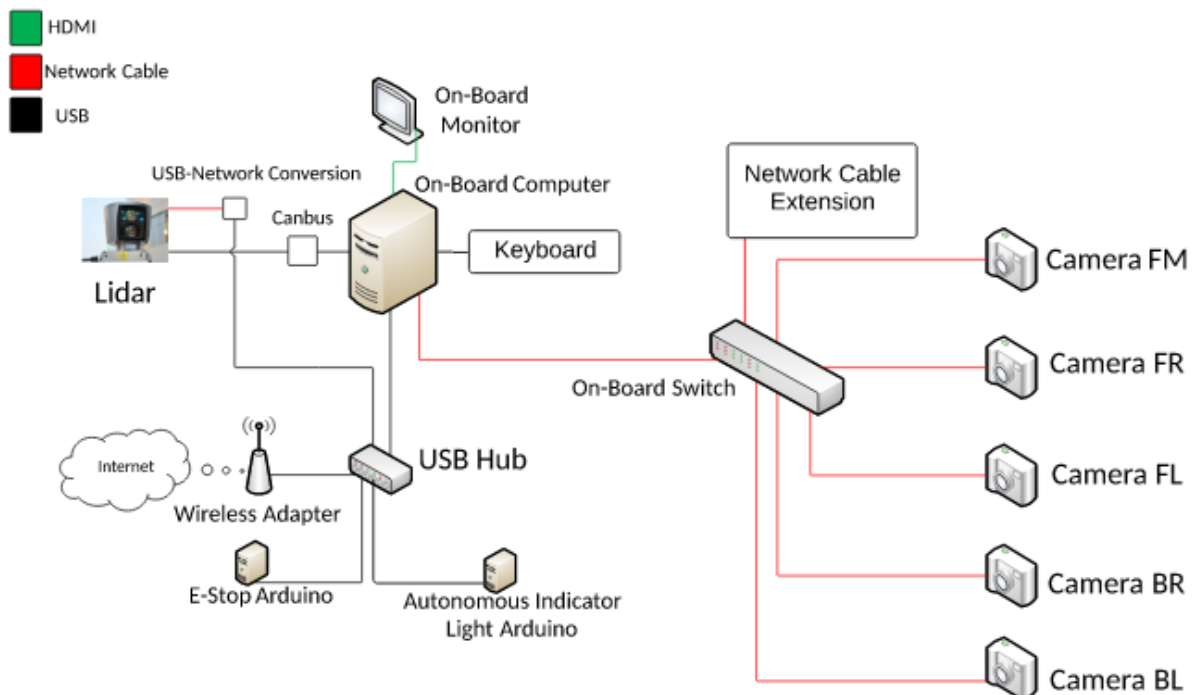 HDMI
Network Cable
USB
On-Board
Monitor
USB-Network Conversion
On-Board Computer
Canbus
Keyboard
Lidar
Network Cable
Extension
Camera FM
Camera FR
On-Board Switch
Internet
USB Hub
Camera FL
Wireless Adapter
E-Stop Arduino
Autonomous Indicator
Light Arduino
Camera BR
Camera BL